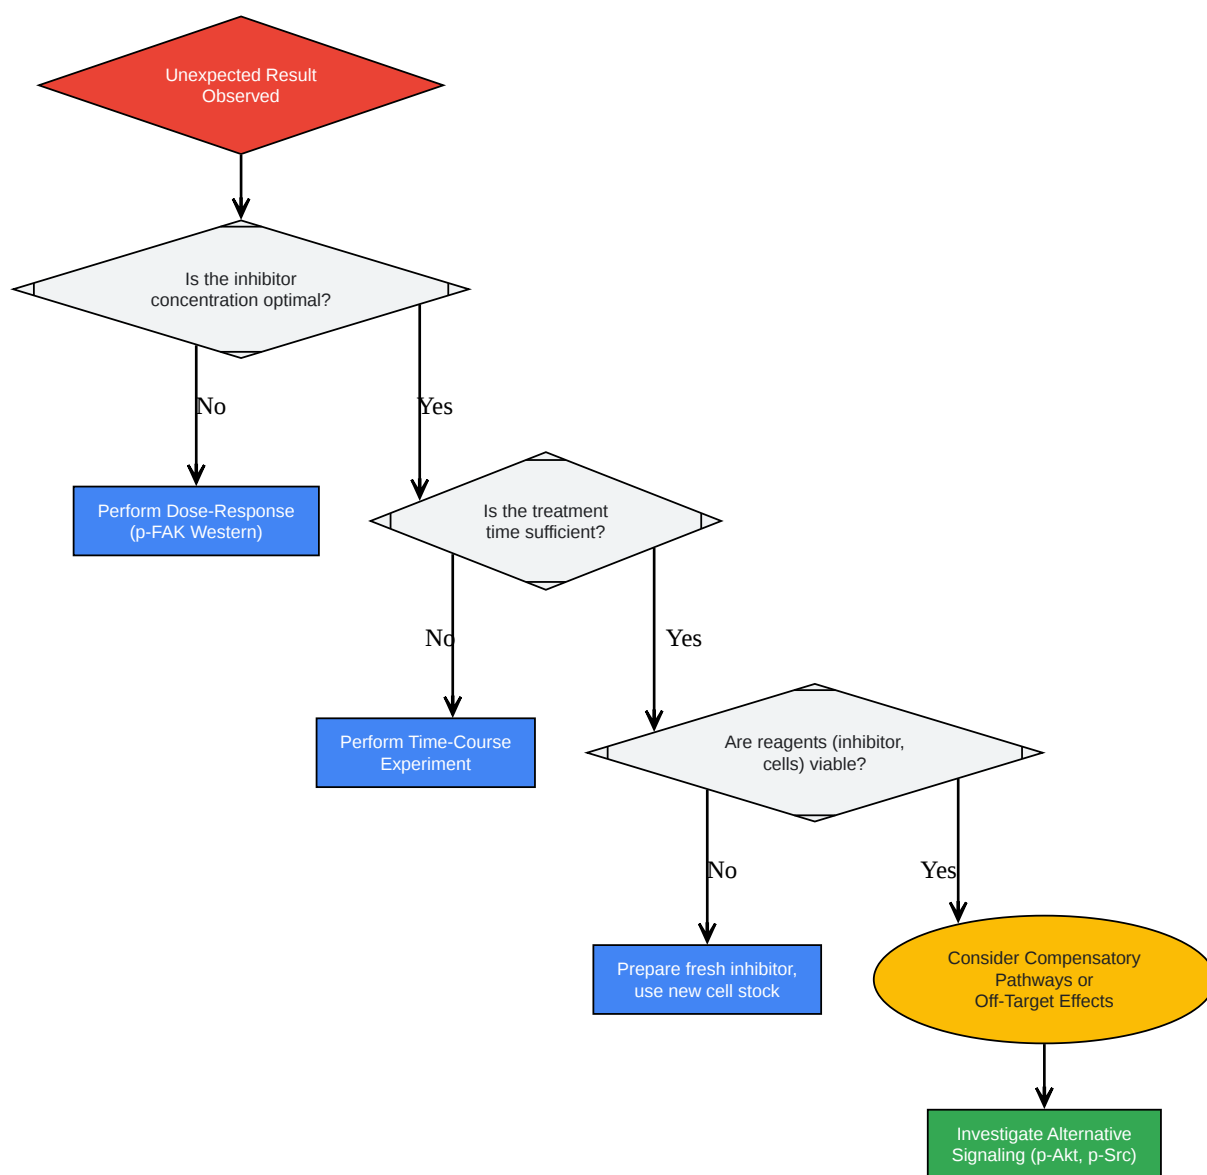 Unexpected Result
Observed
Is the inhibitor
concentration optimal?
No
Yes
Perform Dose-Response
(p-FAK Western)
Is the treatment
time sufficient?
No
Yes
Perform Time-Course
Experiment
Are reagents (inhibitor,
cells) viable?
No
Yes
Prepare fresh inhibitor,
use new cell stock
Consider Compensatory
Pathways or
Off-Target Effects
Investigate Alternative
Signaling (p-Akt, p-Src)